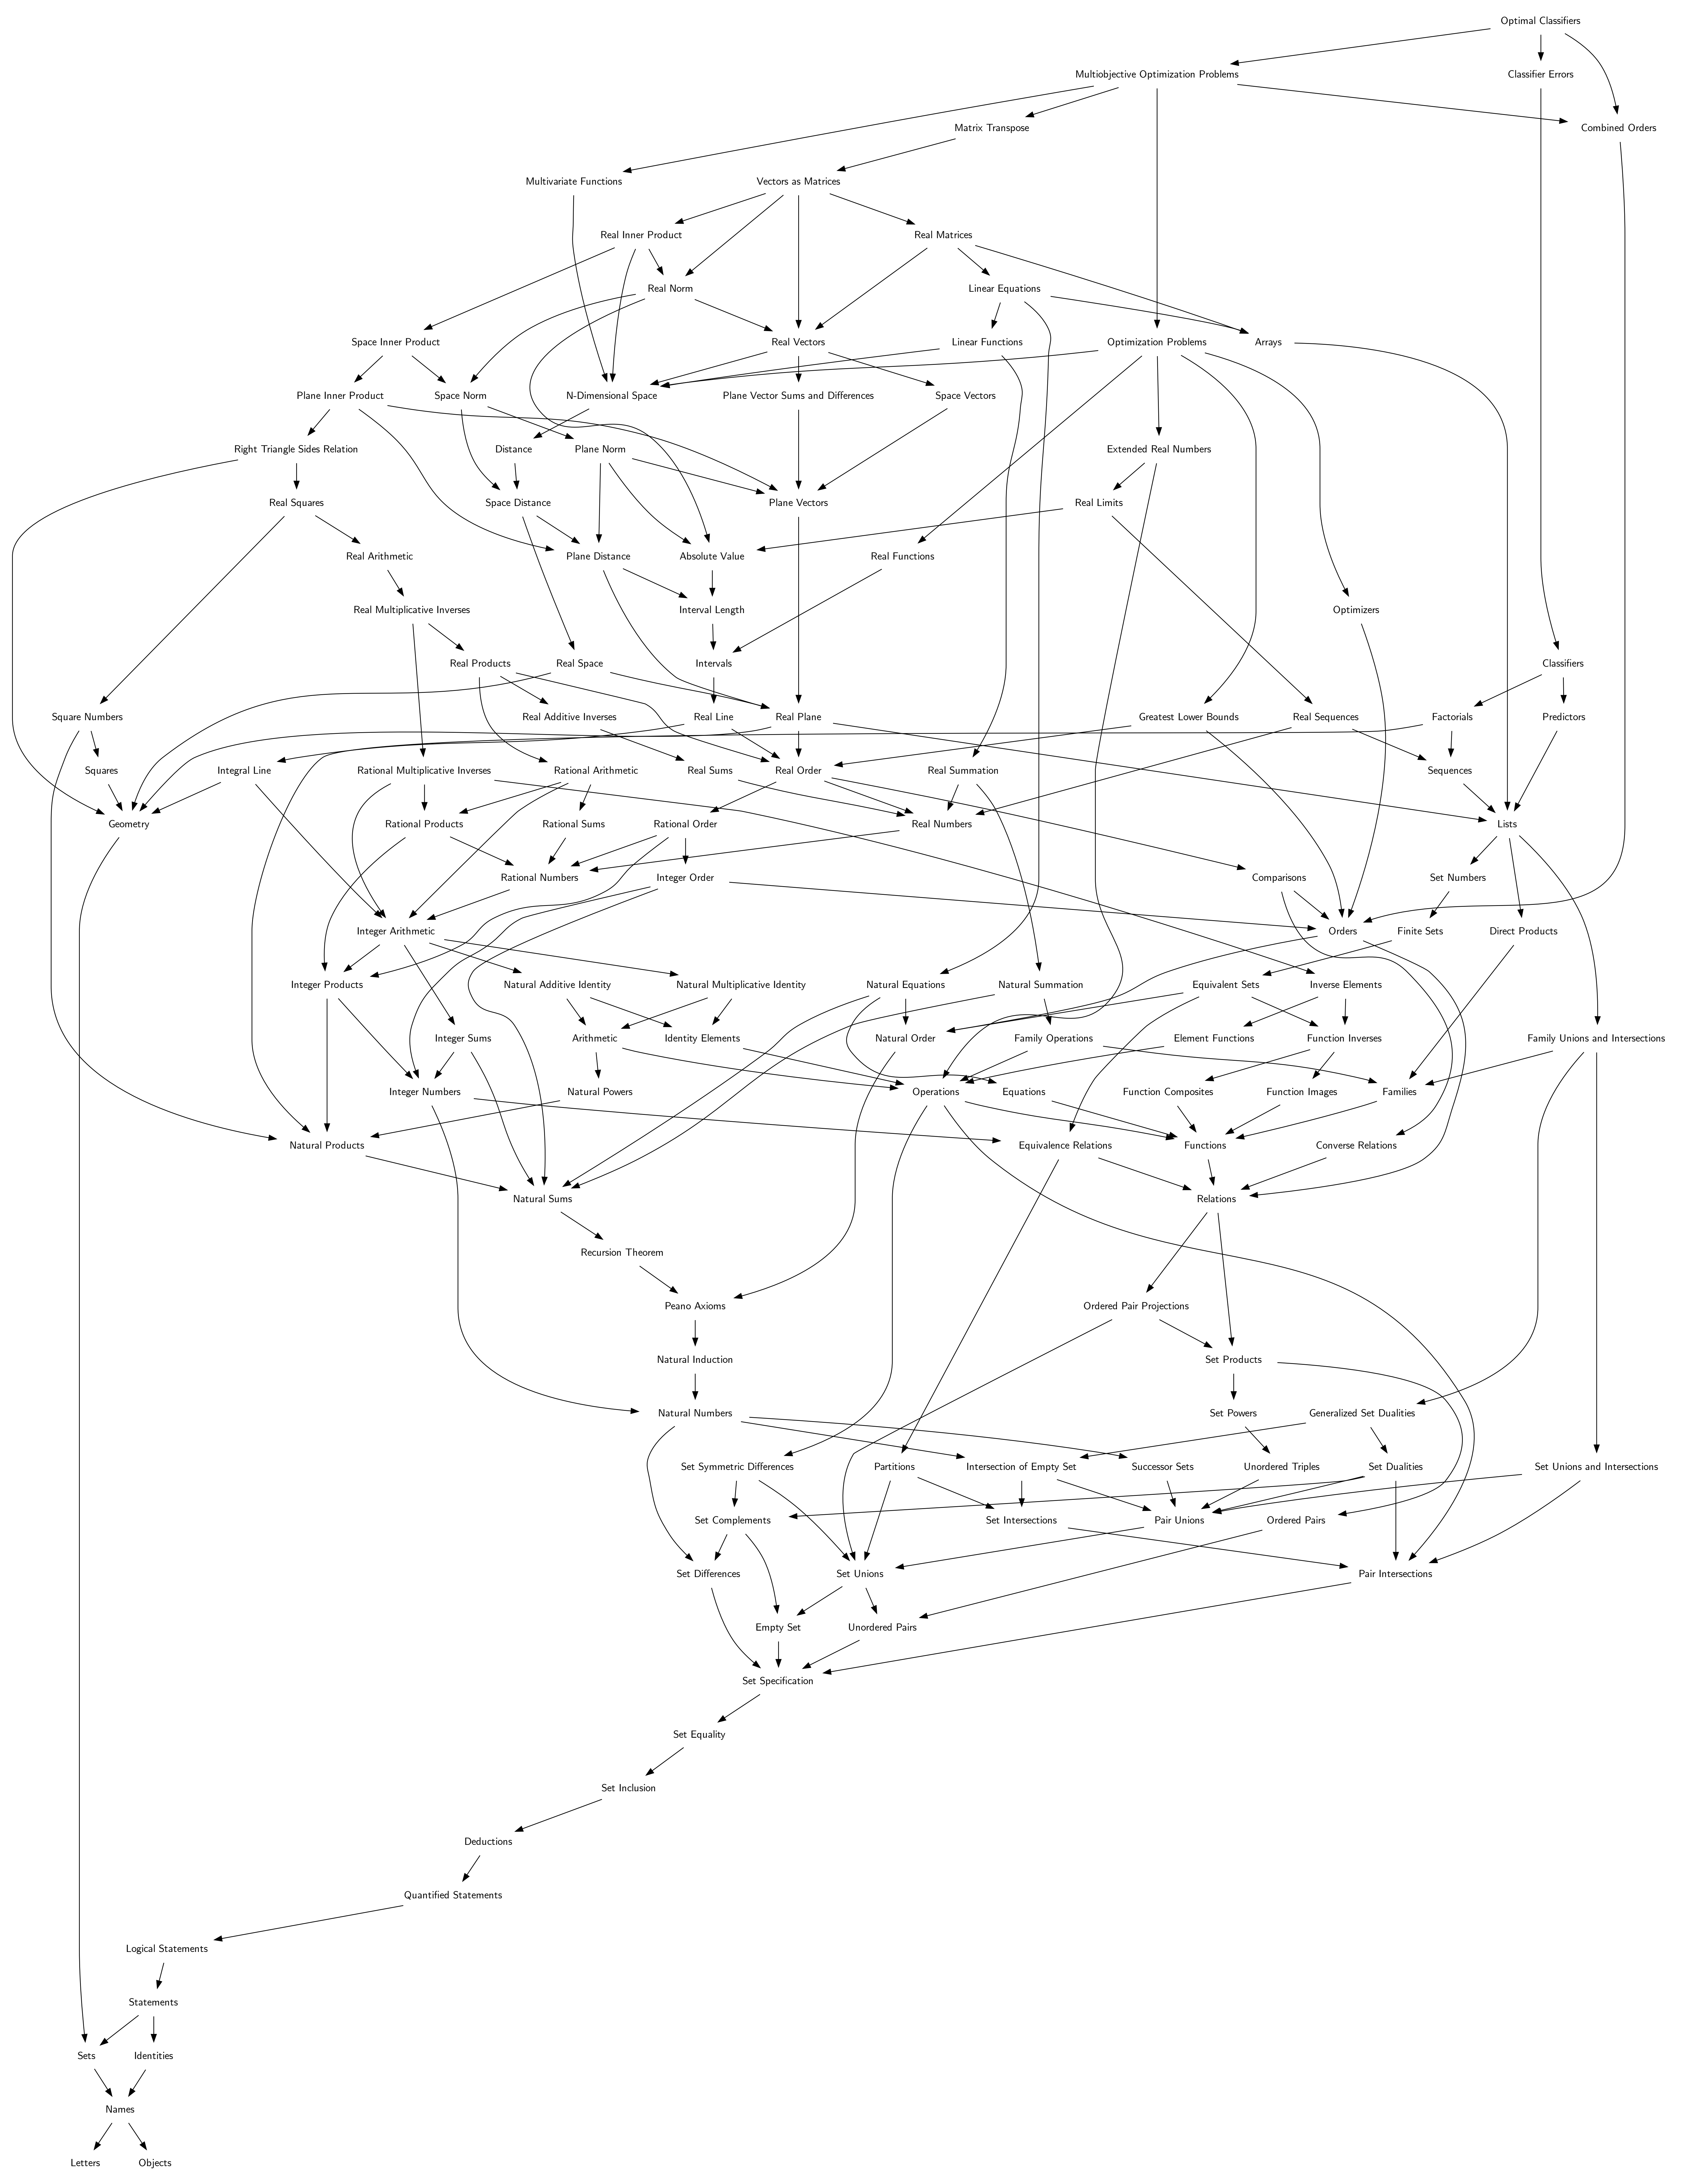 Optimal Classifiers
Multiobjective Optimization Problems
Classifier Errors
Matrix Transpose
Combined Orders
Multivariate Functions
Vectors as Matrices
Real Inner Product
Real Matrices
Real Norm
Linear Equations
Space Inner Product
Real Vectors
Linear Functions
Optimization Problems
Arrays
Plane Inner Product
Space Norm
N-Dimensional Space
Plane Vector Sums and Differences
Space Vectors
Right Triangle Sides Relation
Distance
Plane Norm
Extended Real Numbers
Real Squares
Space Distance
Plane Vectors
Real Limits
Real Arithmetic
Plane Distance
Absolute Value
Real Functions
Real Multiplicative Inverses
Interval Length
Optimizers
Real Products
Real Space
Intervals
Classifiers
Square Numbers
Real Additive Inverses
Real Line
Real Plane
Greatest Lower Bounds
Real Sequences
Factorials
Predictors
Squares
Integral Line
Rational Multiplicative Inverses
Rational Arithmetic
Real Sums
Real Order
Real Summation
Sequences
Geometry
Rational Products
Rational Sums
Rational Order
Real Numbers
Lists
Rational Numbers
Integer Order
Comparisons
Set Numbers
Integer Arithmetic
Orders
Finite Sets
Direct Products
Integer Products
Natural Additive Identity
Natural Multiplicative Identity
Natural Equations
Natural Summation
Equivalent Sets
Inverse Elements
Integer Sums
Arithmetic
Identity Elements
Natural Order
Family Operations
Element Functions
Function Inverses
Family Unions and Intersections
Integer Numbers
Natural Powers
Operations
Equations
Function Composites
Function Images
Families
Natural Products
Equivalence Relations
Functions
Converse Relations
Natural Sums
Relations
Recursion Theorem
Peano Axioms
Ordered Pair Projections
Natural Induction
Set Products
Natural Numbers
Set Powers
Generalized Set Dualities
Set Symmetric Differences
Partitions
Intersection of Empty Set
Successor Sets
Unordered Triples
Set Dualities
Set Unions and Intersections
Set Complements
Set Intersections
Pair Unions
Ordered Pairs
Set Differences
Set Unions
Pair Intersections
Empty Set
Unordered Pairs
Set Specification
Set Equality
Set Inclusion
Deductions
Quantified Statements
Logical Statements
Statements
Sets
Identities
Names
Letters
Objects